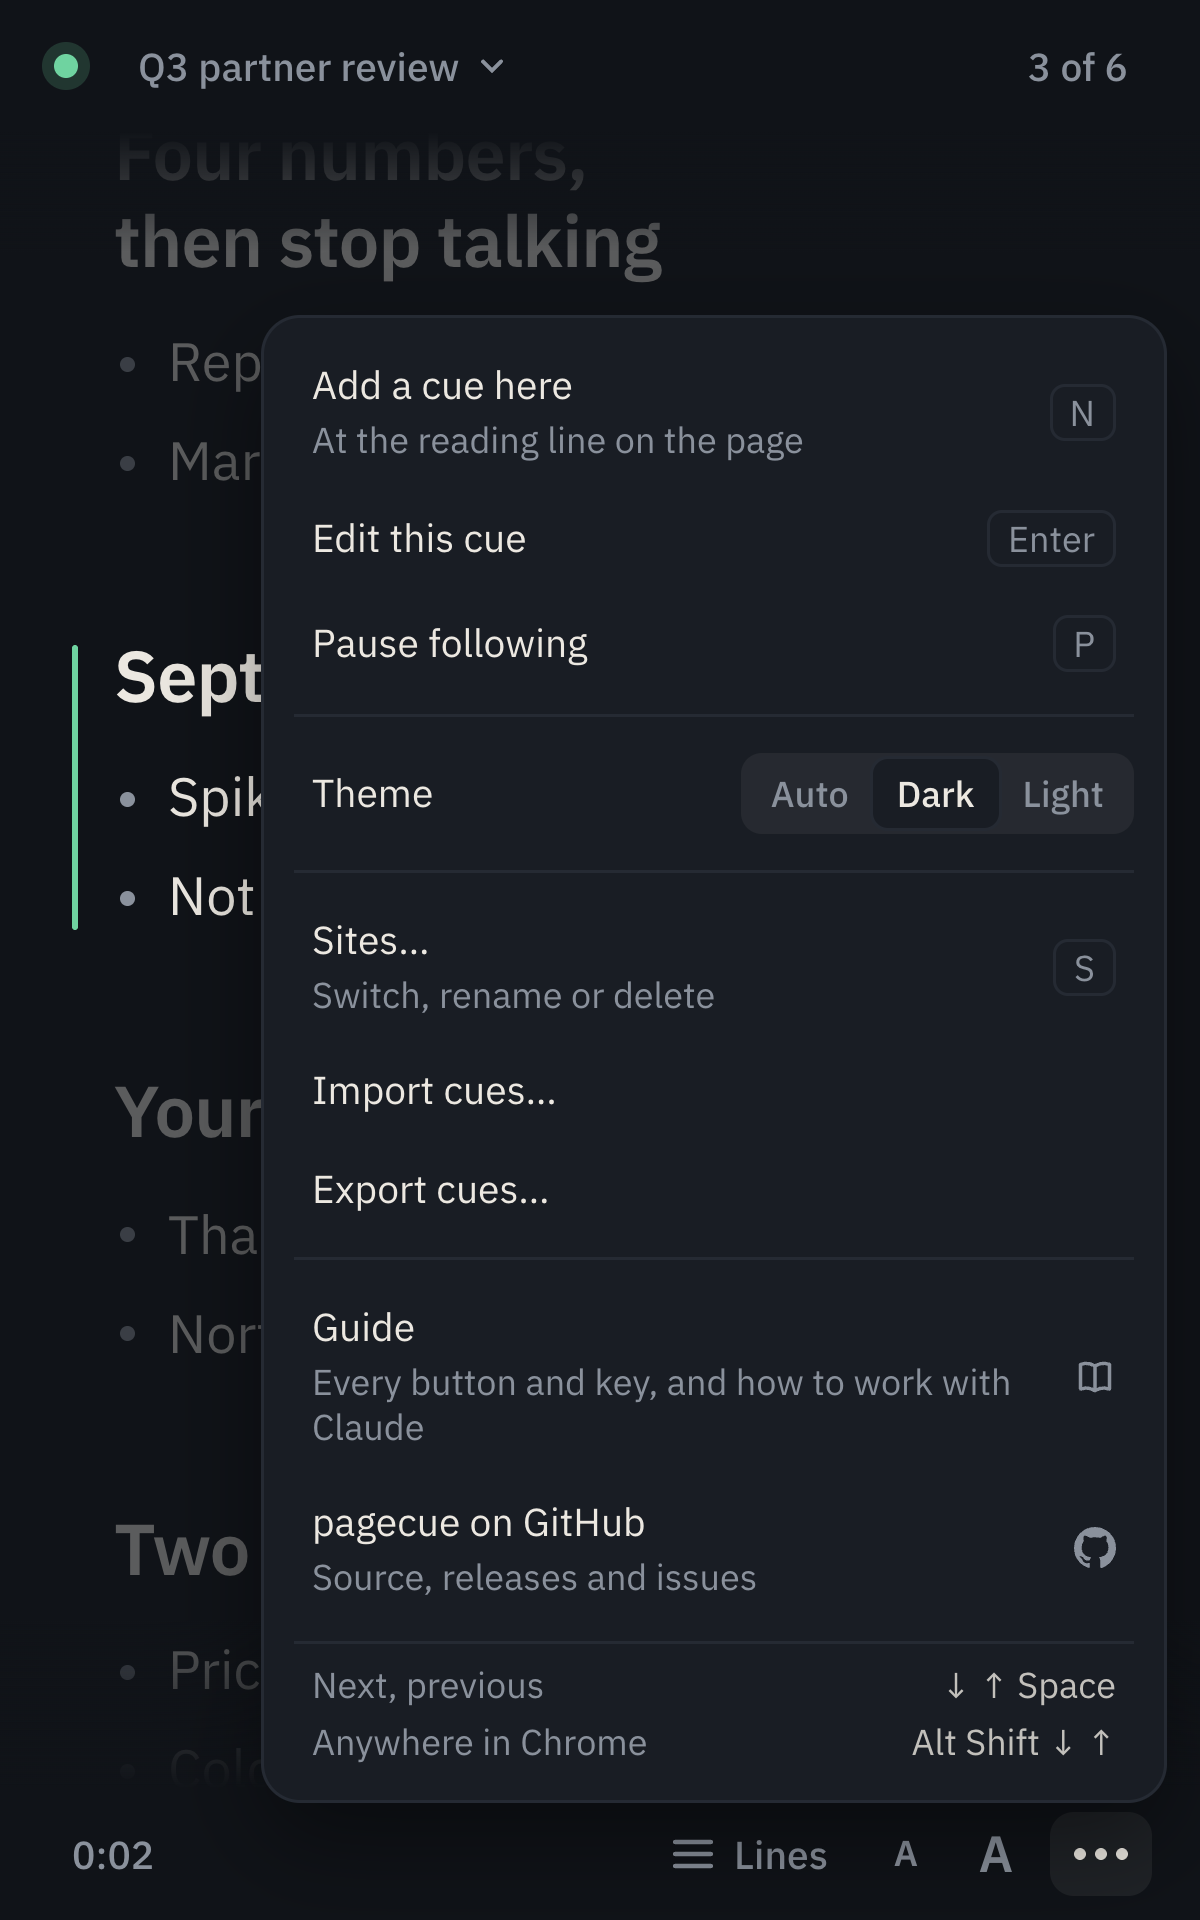 Q3 partner review
3 of 6
Four numbers,
then stop talking
Rep
Mar
Add a cue here
N
At the reading line on the page
Edit this cue
Enter
Pause following
P
Sept
Spik
Not
Theme
Auto Dark Light
Sites...
S
Switch, rename or delete
Import cues...
Export cues...
Your
Tha
Nor
Guide
Every button and key, and how to work with
Claude
pagecue on GitHub
Source, releases and issues
Two
Pric
Colo
Next, previous
↓ ↑ Space
Anywhere in Chrome
Alt Shift ↓ ↑
0:02
Lines
A
A